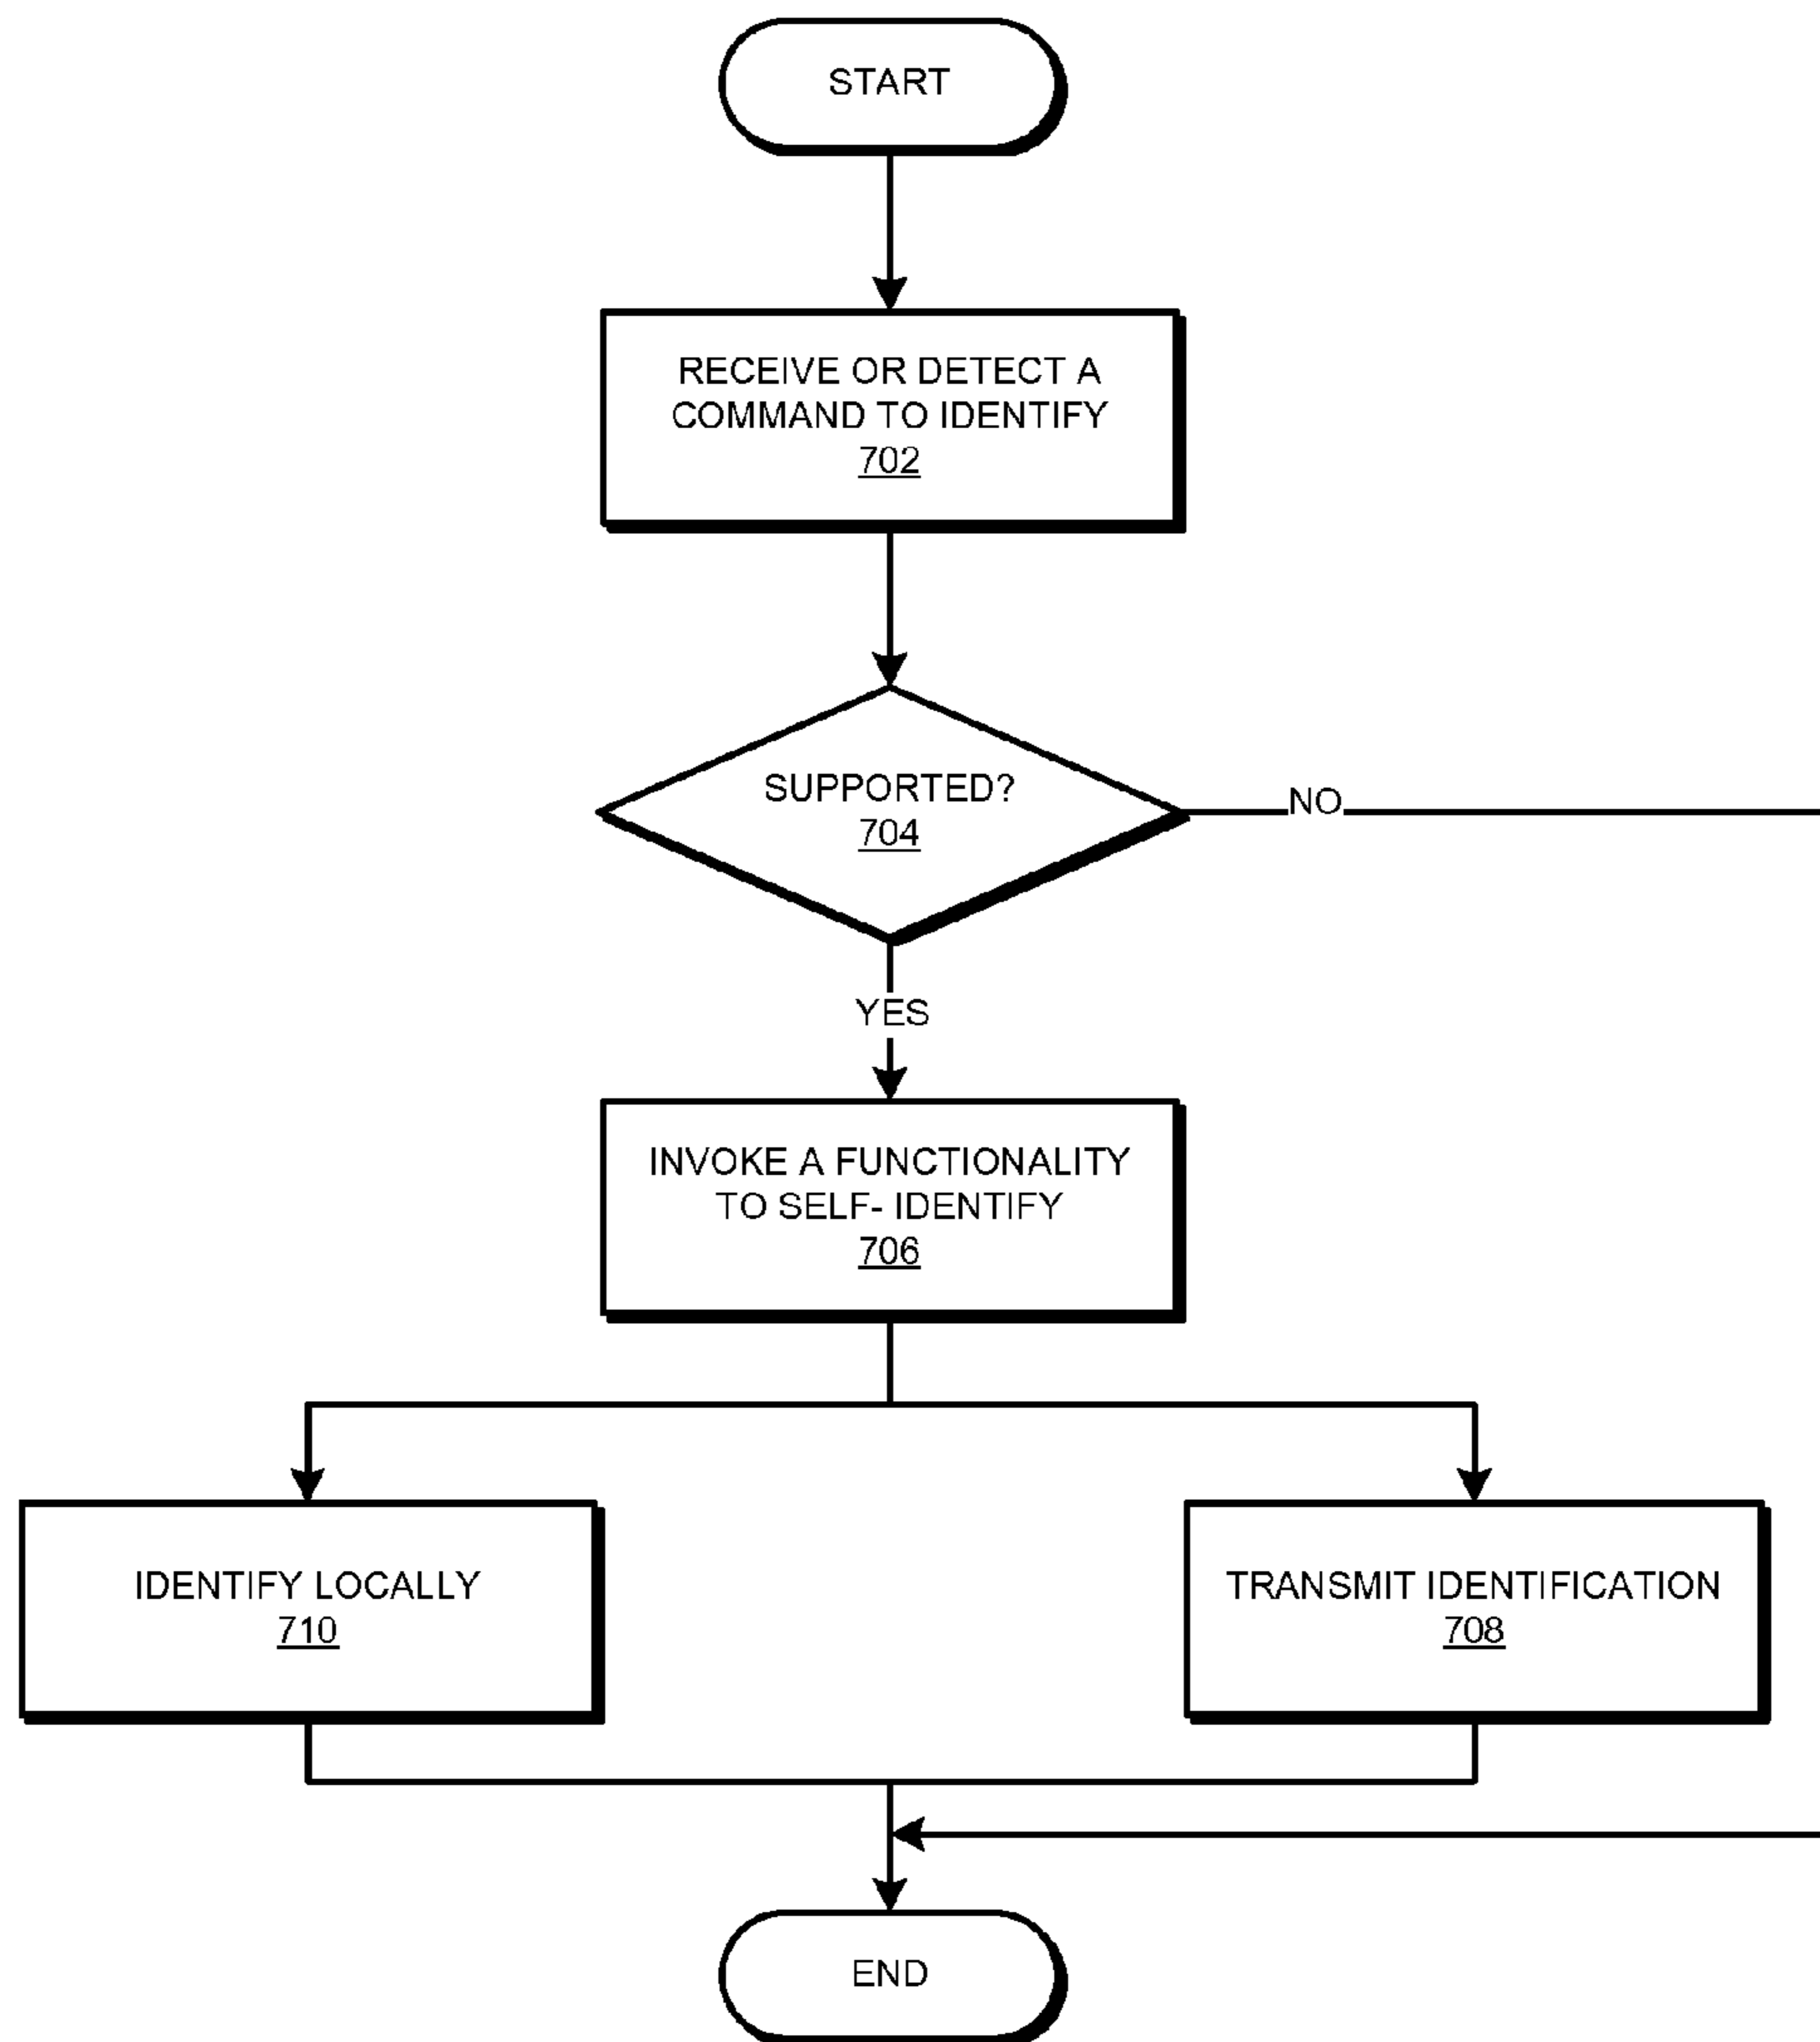 START
RECEIVE OR DETECT A
COMMAND TO IDENTIFY
702
SUPPORTED?
704
NO
YES
INVOKE A FUNCTIONALITY
TO SELF- IDENTIFY
706
IDENTIFY LOCALLY
710
TRANSMIT IDENTIFICATION
708
END